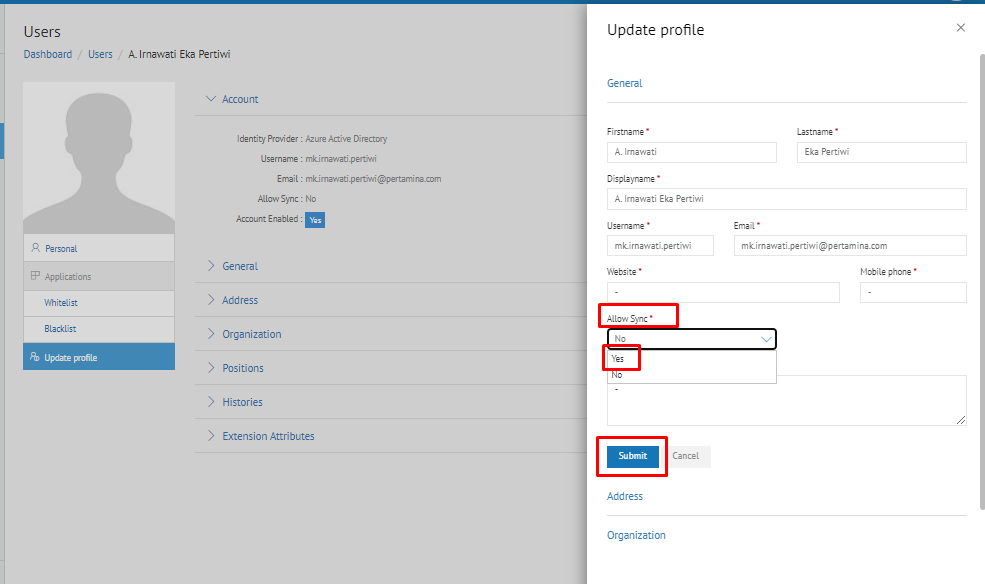 Users
Dashboard / Users / A. Irnawati Eka Pertiwi
Personal
Applications
Whitelist
Blacklist
Update profile
Account
Identity Provider : Azure Active Directory
Username : mk.irnawati.pertiwi
Email : mk.irnawati.pertiwi@pertamina.com
Allow Sync : No
Account Enabled : Yes
General
Address
Organization
Positions
Histories
Extension Attributes
Update profile
General
Firstname * Lastname *
A. Irnawati Eka Pertiwi
Displayname *
A. Irnawati Eka Pertiwi
Username * Email *
mk.irnawati.pertiwi mk.irnawati.pertiwi@pertamina.com
Website * Mobile phone *
- -
Allow Sync *
No
Yes
No
-
Submit Cancel
Address
Organization